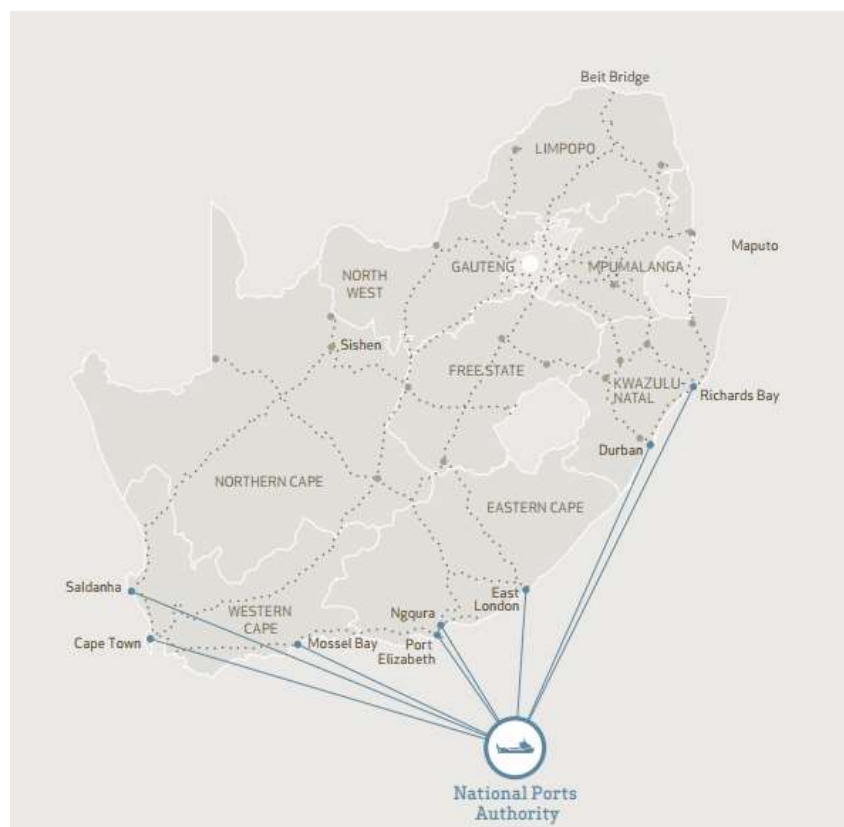 Beit Bridge
LIMPOPO
Maputo
GAUTENG
MPUMALANGA
NORTH
WEST
Sishen
FREE STATE
KWAZULU-
NATAL
Richards Bay
Durban
NORTHERN CAPE
EASTERN CAPE
Saldanha
East
London
WESTERN
CAPE
Ngqura
Cape Town
Mossel Bay
Port
Elizabeth
National Ports
Authority